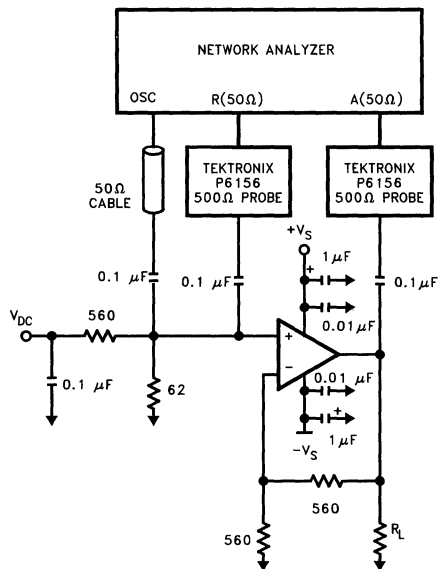 NETWORK ANALYZER
OSC
R(50Ω)
A(50Ω)
50Ω
CABLE
TEKTRONIX
P6156
500Ω PROBE
TEKTRONIX
P6156
500Ω PROBE
+VS
+
1 μF
0.1 μF
0.1 μF
0.1 μF
0.01 μF
VDC
560
+
−
0.1 μF
62
0.01 μF
+
1 μF
−VS
560
560
RL